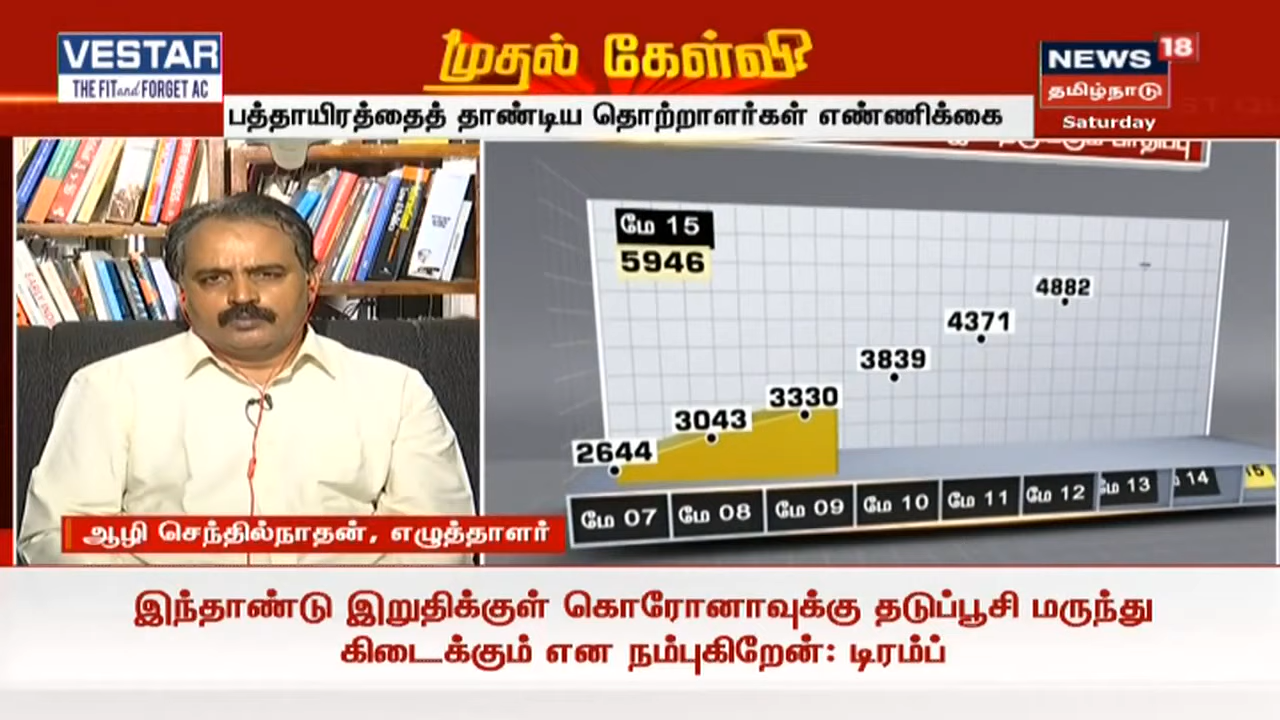 VESTAR
THE FIT and FORGET AC
முதல் கேள்வி?
NEWS 18
தமிழ்நாடு
Saturday
பத்தாயிரத்தைத் தாண்டிய தொற்றாளர்கள் எண்ணிக்கை
மே 15
5946
4882
4371
3839
3330
3043
2644
மே 07 மே 08 மே 09 மே 10 மே 11 மே 12 மே 13 14 15
ஆழி செந்தில்நாதன், எழுத்தாளர்
இந்தாண்டு இறுதிக்குள் கொரோனாவுக்கு தடுப்பூசி மருந்து
கிடைக்கும் என நம்புகிறேன்: டிரம்ப்